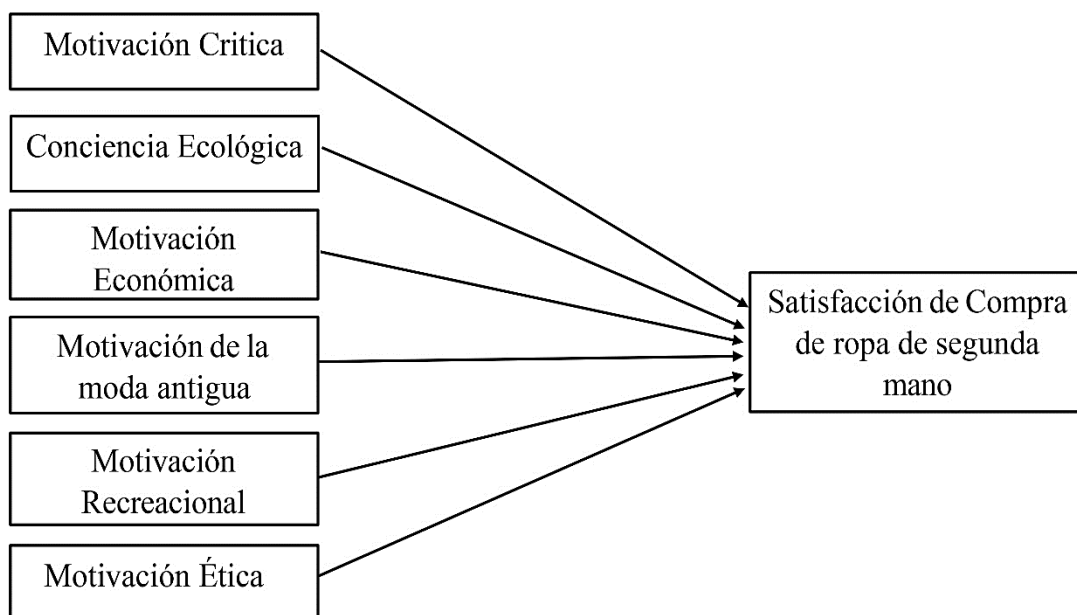 Motivación Critica
Conciencia Ecológica
Motivación
Económica
Motivación de la
moda antigua
Motivación
Recreacional
Motivación Ética
Satisfacción de Compra
de ropa de segunda
mano